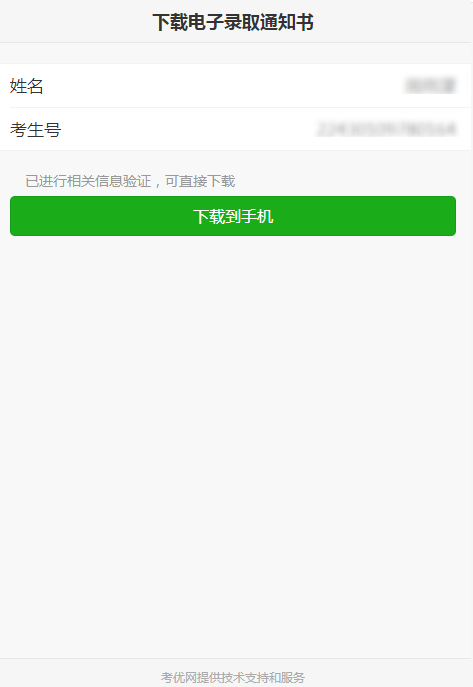 下载电子录取通知书
姓名
考生号
已进行相关信息验证，可直接下载
下载到手机
考优网提供技术支持和服务